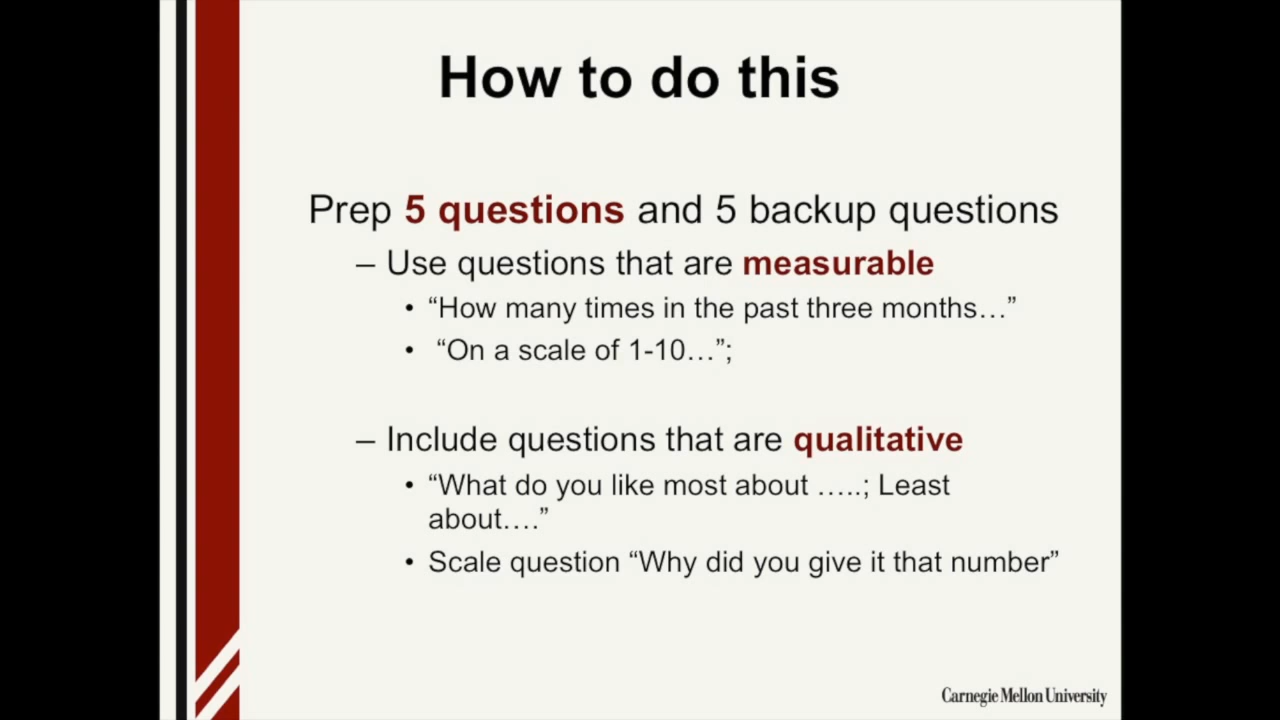 How to do this
Prep 5 questions and 5 backup questions
– Use questions that are measurable
• “How many times in the past three months…”
• “On a scale of 1-10…”;
– Include questions that are qualitative
• “What do you like most about …..; Least
about….”
• Scale question “Why did you give it that number”
Carnegie Mellon University